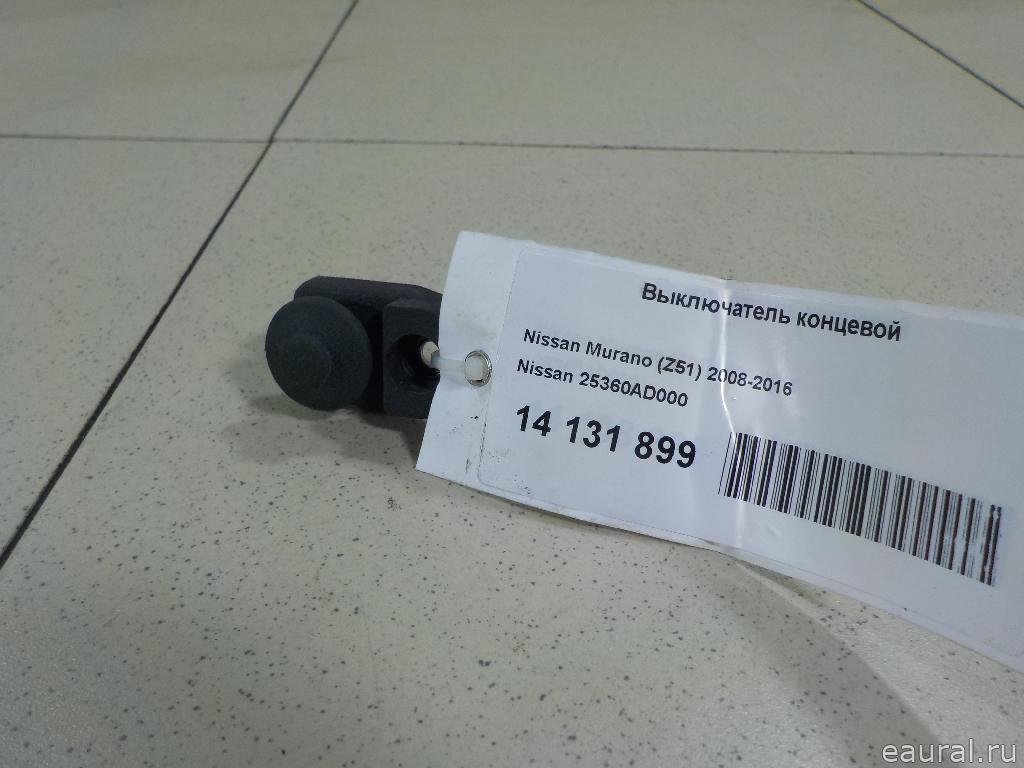 Выключатель концевой
Nissan Murano (Z51) 2008-2016
Nissan 25360AD000
14 131 899
eaural.ru